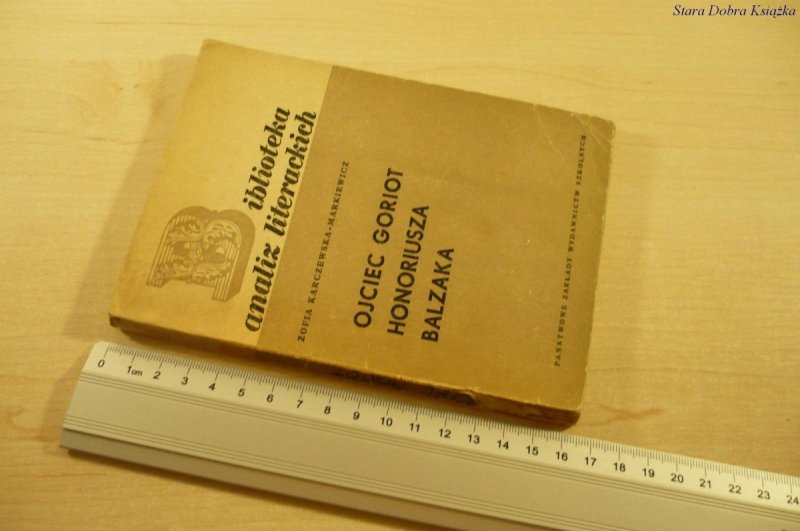 Stara Dobra Książka
Biblioteka
analiz literackich
ZOFIA KARCZEWSKA-MARKIEWICZ
OJCIEC GORIOT
HONORIUSZA
BALZAKA
PAŃSTWOWE ZAKŁADY WYDAWNICTW SZKOLNYCH
0 1cm 2 3 4 5 6 7 8 9 10 11 12 13 14 15 16 17 18 19 20 21 22 23 24